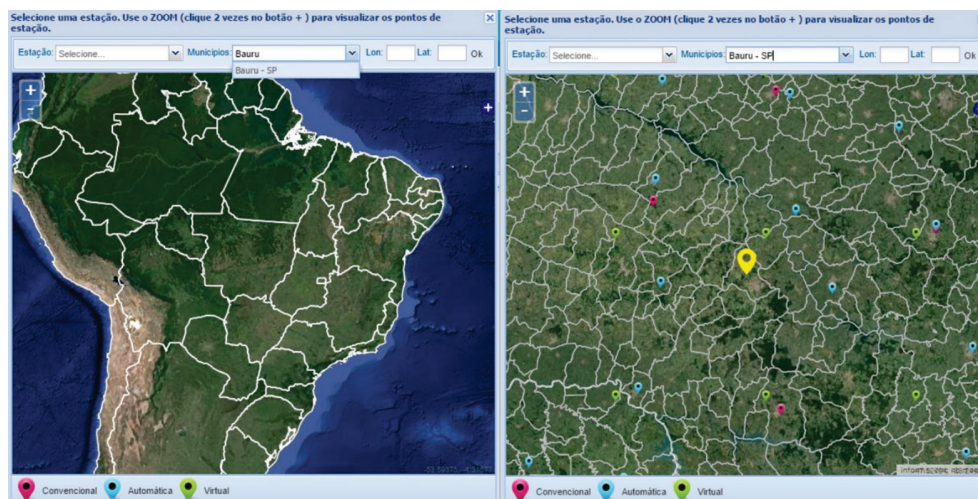 Selecione uma estação. Use o ZOOM (clique 2 vezes no botão + ) para visualizar os pontos de
estação.
Estação: Selecione... Municipios: Bauru Lon: Lat: Ok
Bauru - SP
+
-
+
Convencional Automática Virtual
Selecione uma estação. Use o ZOOM (clique 2 vezes no botão + ) para visualizar os pontos de
estação.
Estação: Selecione... Municipios: Bauru - SP Lon: Lat: Ok
+
-
Convencional Automática Virtual